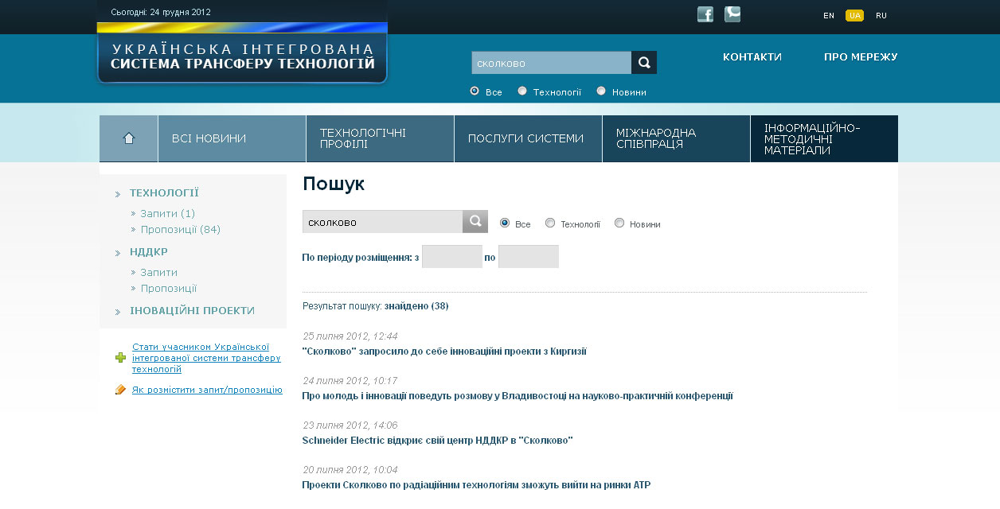 Сьогодні: 24 грудня 2012
EN UA RU
УКРАЇНСЬКА ІНТЕГРОВАНА
СИСТЕМА ТРАНСФЕРУ ТЕХНОЛОГІЙ
сколково
КОНТАКТИ
ПРО МЕРЕЖУ
Все Технології Новини
ВСІ НОВИНИ
ТЕХНОЛОГІЧНІ
ПРОФІЛІ
ПОСЛУГИ СИСТЕМИ
МІЖНАРОДНА
СПІВПРАЦЯ
ІНФОРМАЦІЙНО-
МЕТОДИЧНІ
МАТЕРІАЛИ
ТЕХНОЛОГІЇ
Запити (1)
Пропозиції (84)
НДДКР
Запити
Пропозиції
ІНОВАЦІЙНІ ПРОЕКТИ
Стати учасником Української
інтегрованої системи трансферу
технологій
Як розмістити запит/пропозицію
Пошук
сколково
Все Технології Новини
По періоду розміщення: з по
Результат пошуку: знайдено (38)
25 липня 2012, 12:44
"Сколково" запросило до себе інноваційні проекти з Киргизії
24 липня 2012, 10:17
Про молодь і інновації поведуть розмову у Владивостоці на науково-практичній конференції
23 липня 2012, 14:06
Schneider Electric відкриє свій центр НДДКР в "Сколково"
20 липня 2012, 10:04
Проекти Сколково по радіаційним технологіям зможуть вийти на ринки АТР